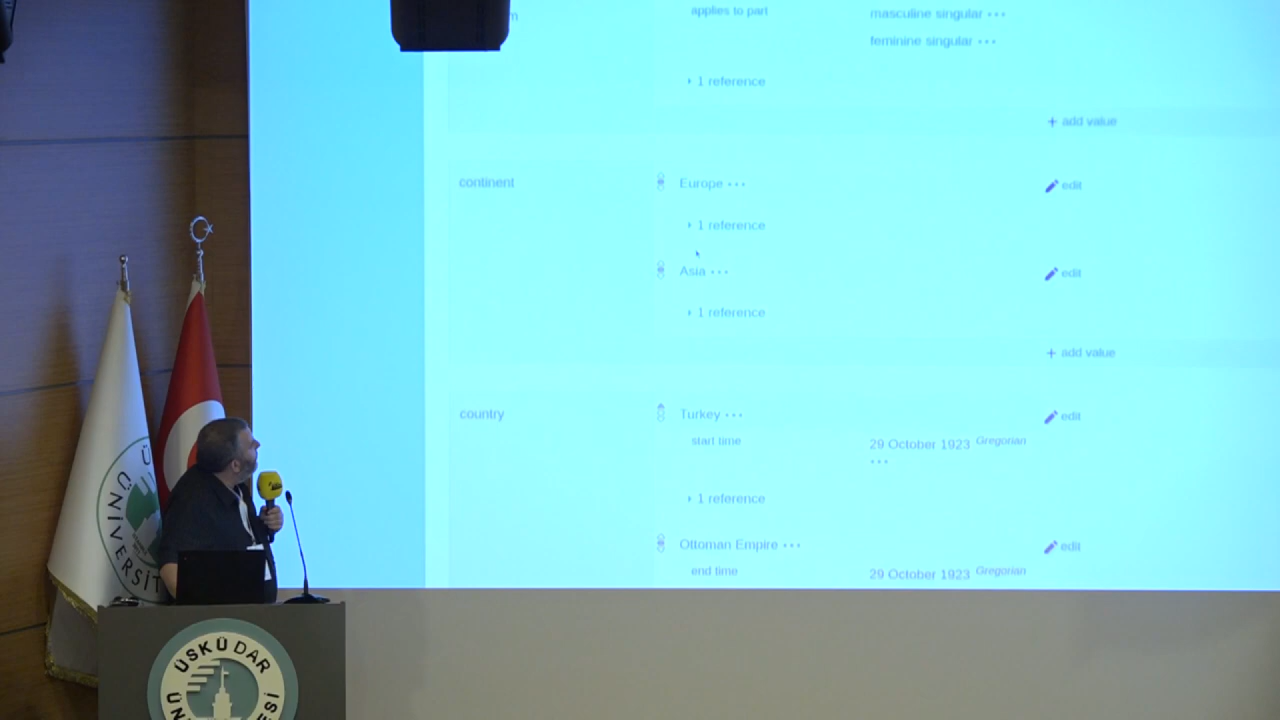 applies to part
masculine singular
feminine singular
1 reference
+ add value
continent
Europe
edit
1 reference
Asia
edit
1 reference
+ add value
country
Turkey
edit
start time
29 October 1923 Gregorian
1 reference
Ottoman Empire
edit
end time
29 October 1923 Gregorian
ÜNİVERSİT
ÜSKÜDAR